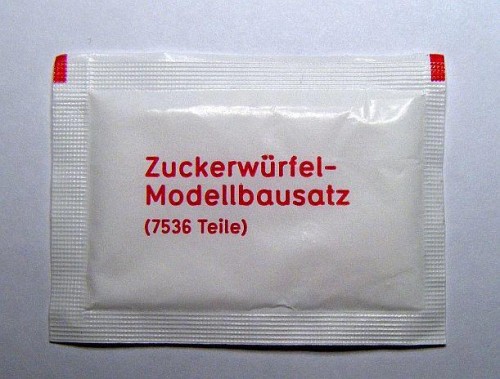 Zuckerwürfel-
Modellbausatz
(7536 Teile)